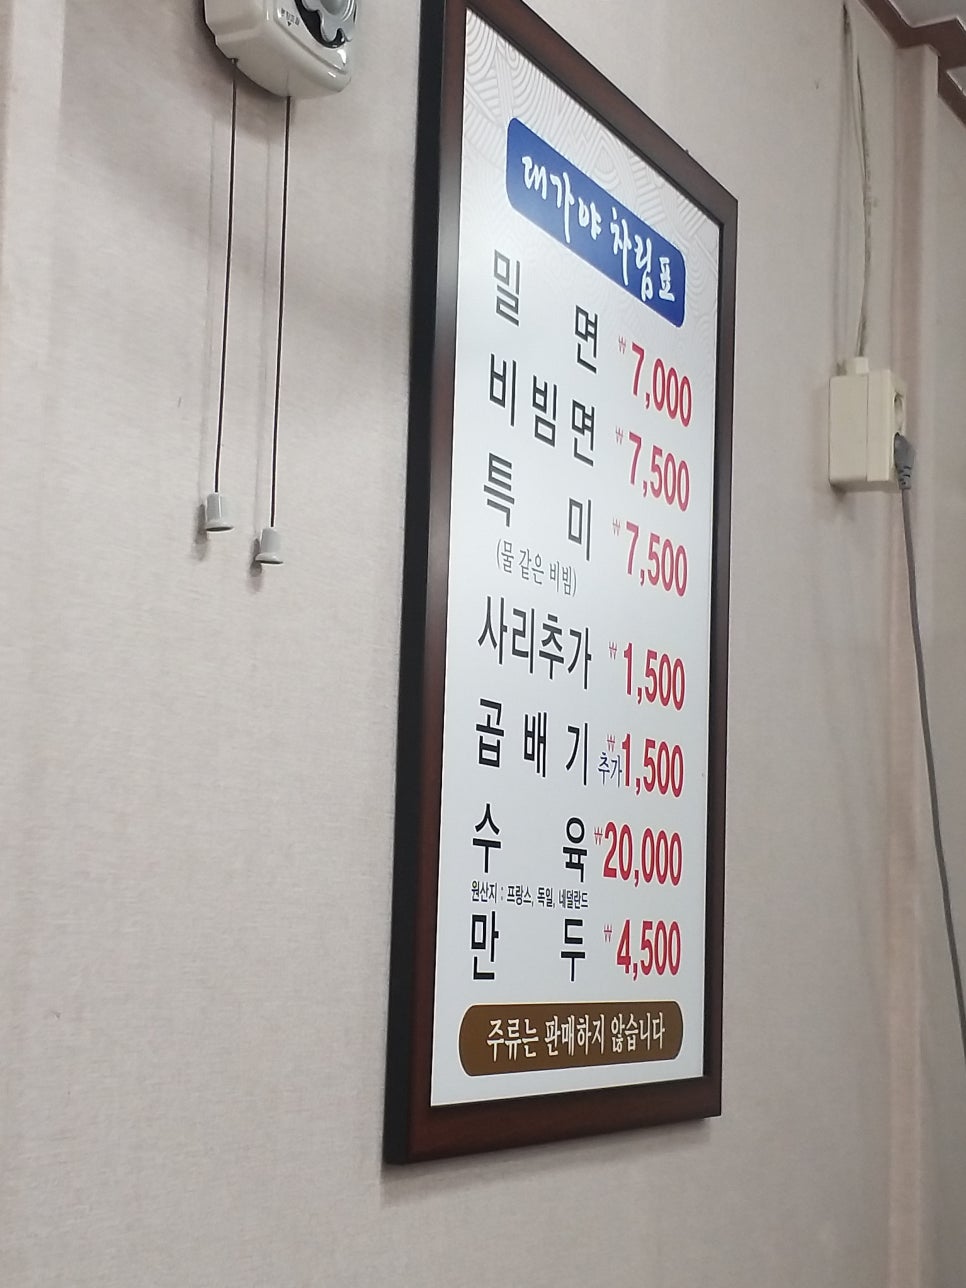 대가야 차림표
밀면 ₩7,000
비빔면 ₩7,500
특미 ₩7,500
(물 같은 비빔)
사리추가 ₩1,500
곱배기 추가 ₩1,500
수육 ₩20,000
원산지 : 프랑스, 독일, 네덜란드
만두 ₩4,500
주류는 판매하지 않습니다